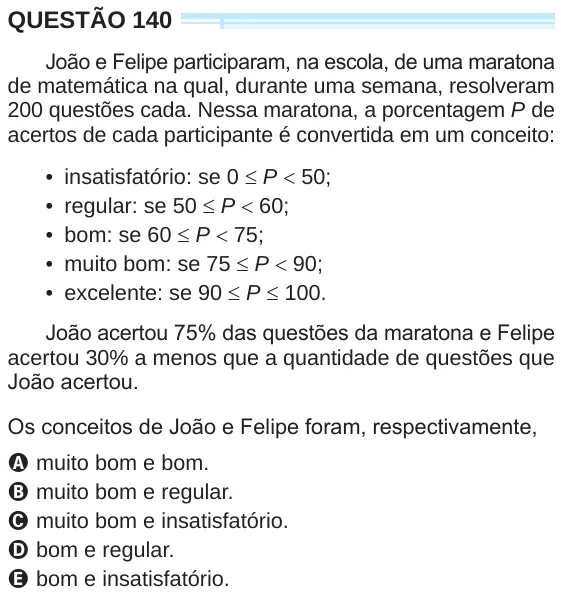 QUESTÃO 140
João e Felipe participaram, na escola, de uma maratona
de matemática na qual, durante uma semana, resolveram
200 questões cada. Nessa maratona, a porcentagem P de
acertos de cada participante é convertida em um conceito:
• insatisfatório: se 0 ≤ P < 50;
• regular: se 50 ≤ P < 60;
• bom: se 60 ≤ P < 75;
• muito bom: se 75 ≤ P < 90;
• excelente: se 90 ≤ P ≤ 100.
João acertou 75% das questões da maratona e Felipe
acertou 30% a menos que a quantidade de questões que
João acertou.
Os conceitos de João e Felipe foram, respectivamente,
A muito bom e bom.
B muito bom e regular.
C muito bom e insatisfatório.
D bom e regular.
E bom e insatisfatório.